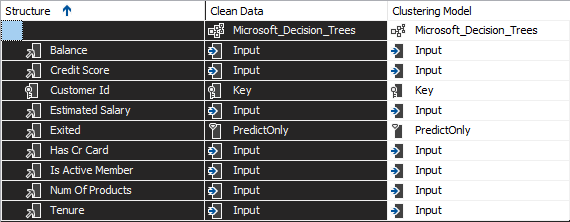 Structure Clean Data Clustering Model
Microsoft_Decision_Trees Microsoft_Decision_Trees
Balance Input Input
Credit Score Input Input
Customer Id Key Key
Estimated Salary Input Input
Exited PredictOnly PredictOnly
Has Cr Card Input Input
Is Active Member Input Input
Num Of Products Input Input
Tenure Input Input